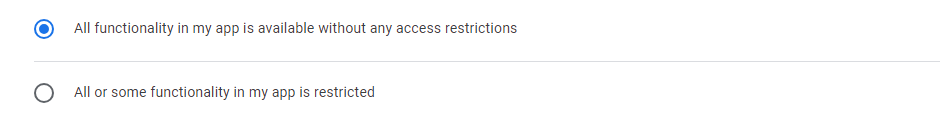 All functionality in my app is available without any access restrictions
All or some functionality in my app is restricted